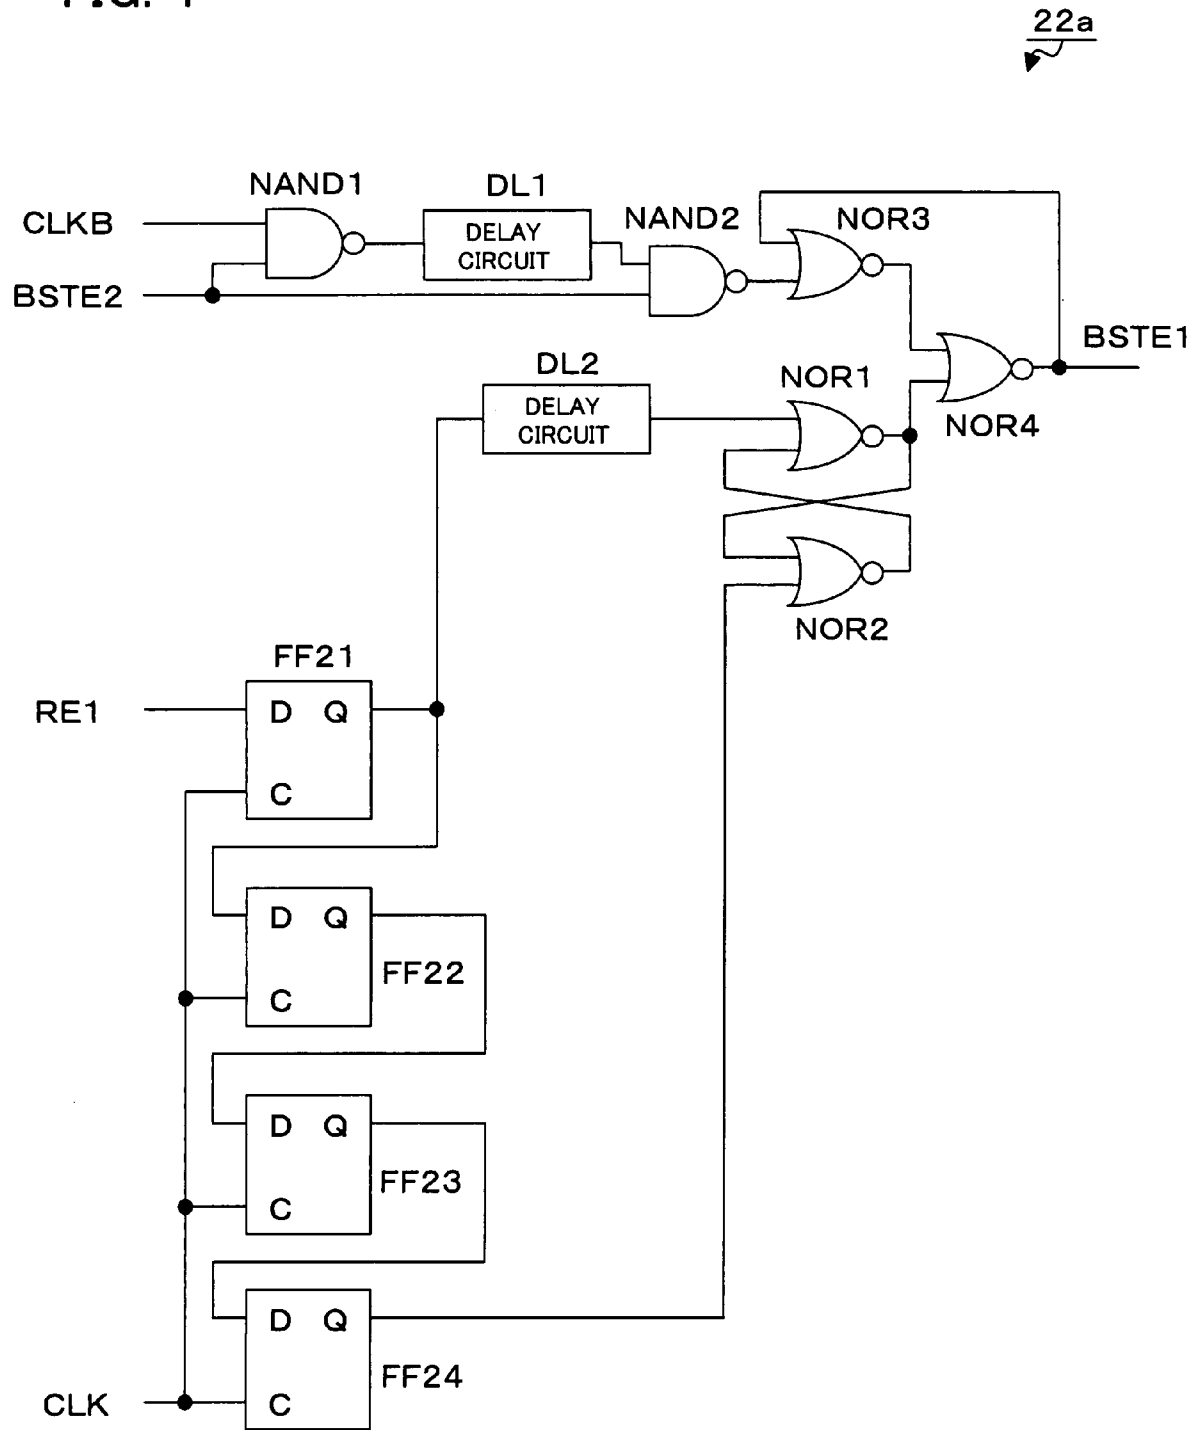 22a
NAND1
DL1
CLKB
DELAY
CIRCUIT
NAND2
NOR3
BSTE2
BSTE1
DL2
DELAY
CIRCUIT
NOR1
NOR4
NOR2
FF21
RE1
D Q
C
D Q
FF22
C
D Q
FF23
C
D Q
FF24
CLK
C